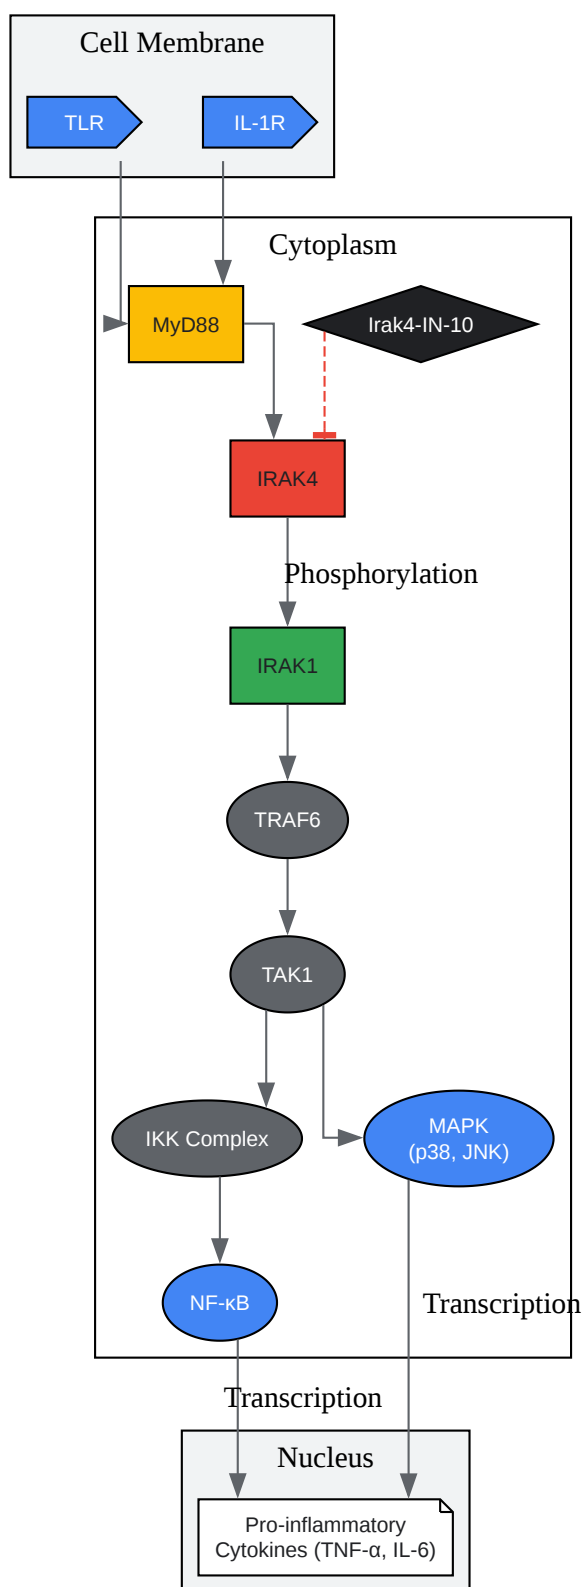 Cell Membrane
TLR
IL-1R
Cytoplasm
MyD88
Irak4-IN-10
IRAK4
Phosphorylation
IRAK1
TRAF6
TAK1
IKK Complex
MAPK
(p38, JNK)
NF-κB
Transcription
Transcription
Nucleus
Pro-inflammatory
Cytokines (TNF-α, IL-6)